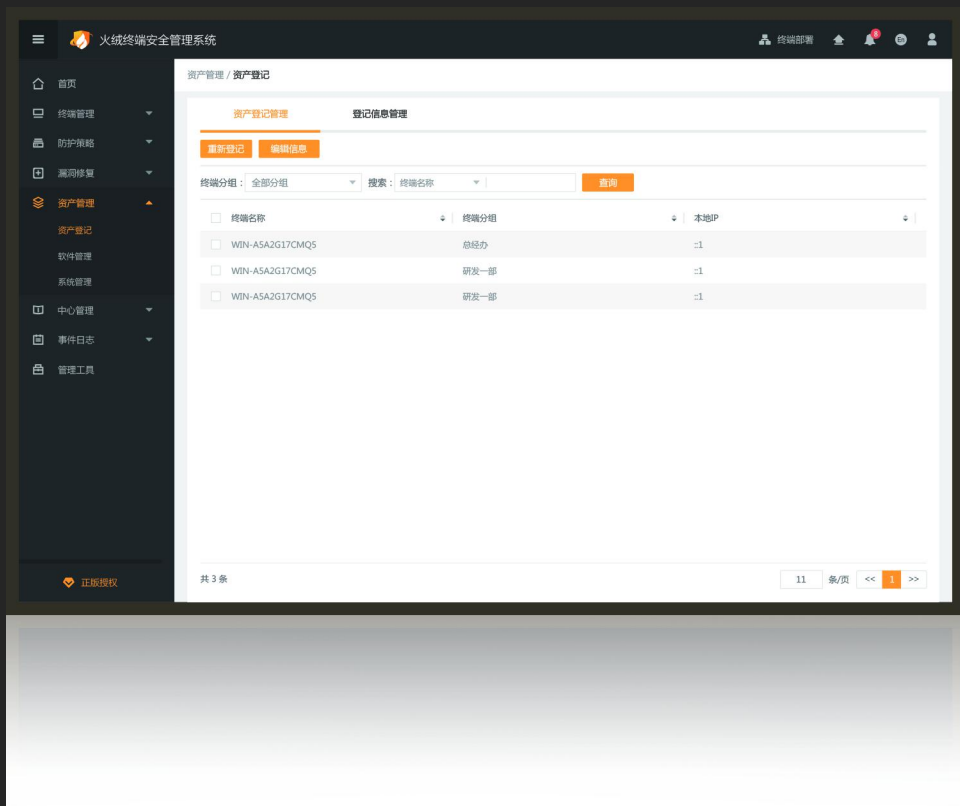 火绒终端安全管理系统
终端部署
8
En
首页
终端管理
防护策略
漏洞修复
资产管理
资产登记
软件管理
系统管理
中心管理
事件日志
管理工具
正版授权
资产管理 / 资产登记
资产登记管理 登记信息管理
重新登记 编辑信息
终端分组： 全部分组 搜索： 终端名称 查询
终端名称 终端分组 本地IP
WIN-A5A2G17CMQ5 总经办 ::1
WIN-A5A2G17CMQ5 研发一部 ::1
WIN-A5A2G17CMQ5 研发一部 ::1
共 3 条 11 条/页 << 1 >>